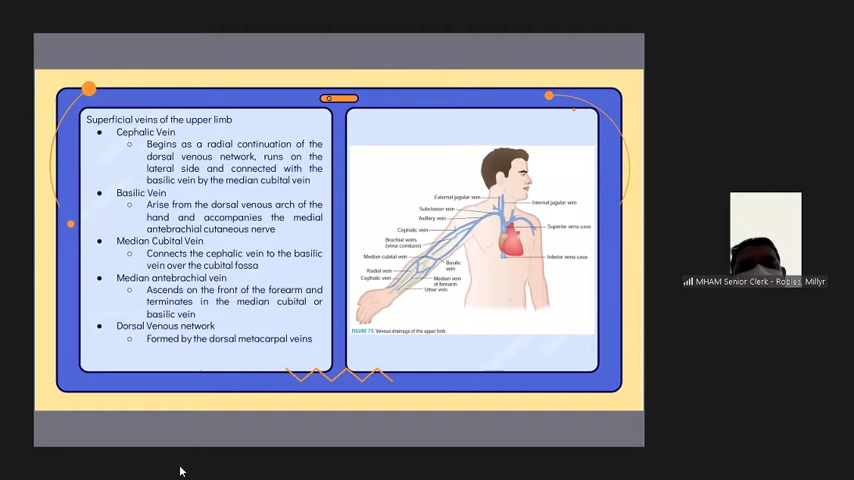 Superficial veins of the upper limb
● Cephalic Vein
○ Begins as a radial continuation of the
dorsal venous network, runs on the
lateral side and connected with the
basilic vein by the median cubital vein
● Basilic Vein
○ Arise from the dorsal venous arch of the
hand and accompanies the medial
antebrachial cutaneous nerve
● Median Cubital Vein
○ Connects the cephalic vein to the basilic
vein over the cubital fossa
● Median antebrachial vein
○ Ascends on the front of the forearm and
terminates in the median cubital or
basilic vein
● Dorsal Venous network
○ Formed by the dorsal metacarpal veins
External jugular vein
Internal jugular vein
Subclavian vein
Axillary vein
Superior vena cava
Cephalic vein
Brachial veins
(vena comitans)
Median cubital vein
Inferior vena cava
Basilic
vein
Radial vein
Cephalic vein
Median vein
of forearm
Ulnar vein
FIGURE 7.5 Venous drainage of the upper limb.
MHAM Senior Clerk - Robles, Millyr